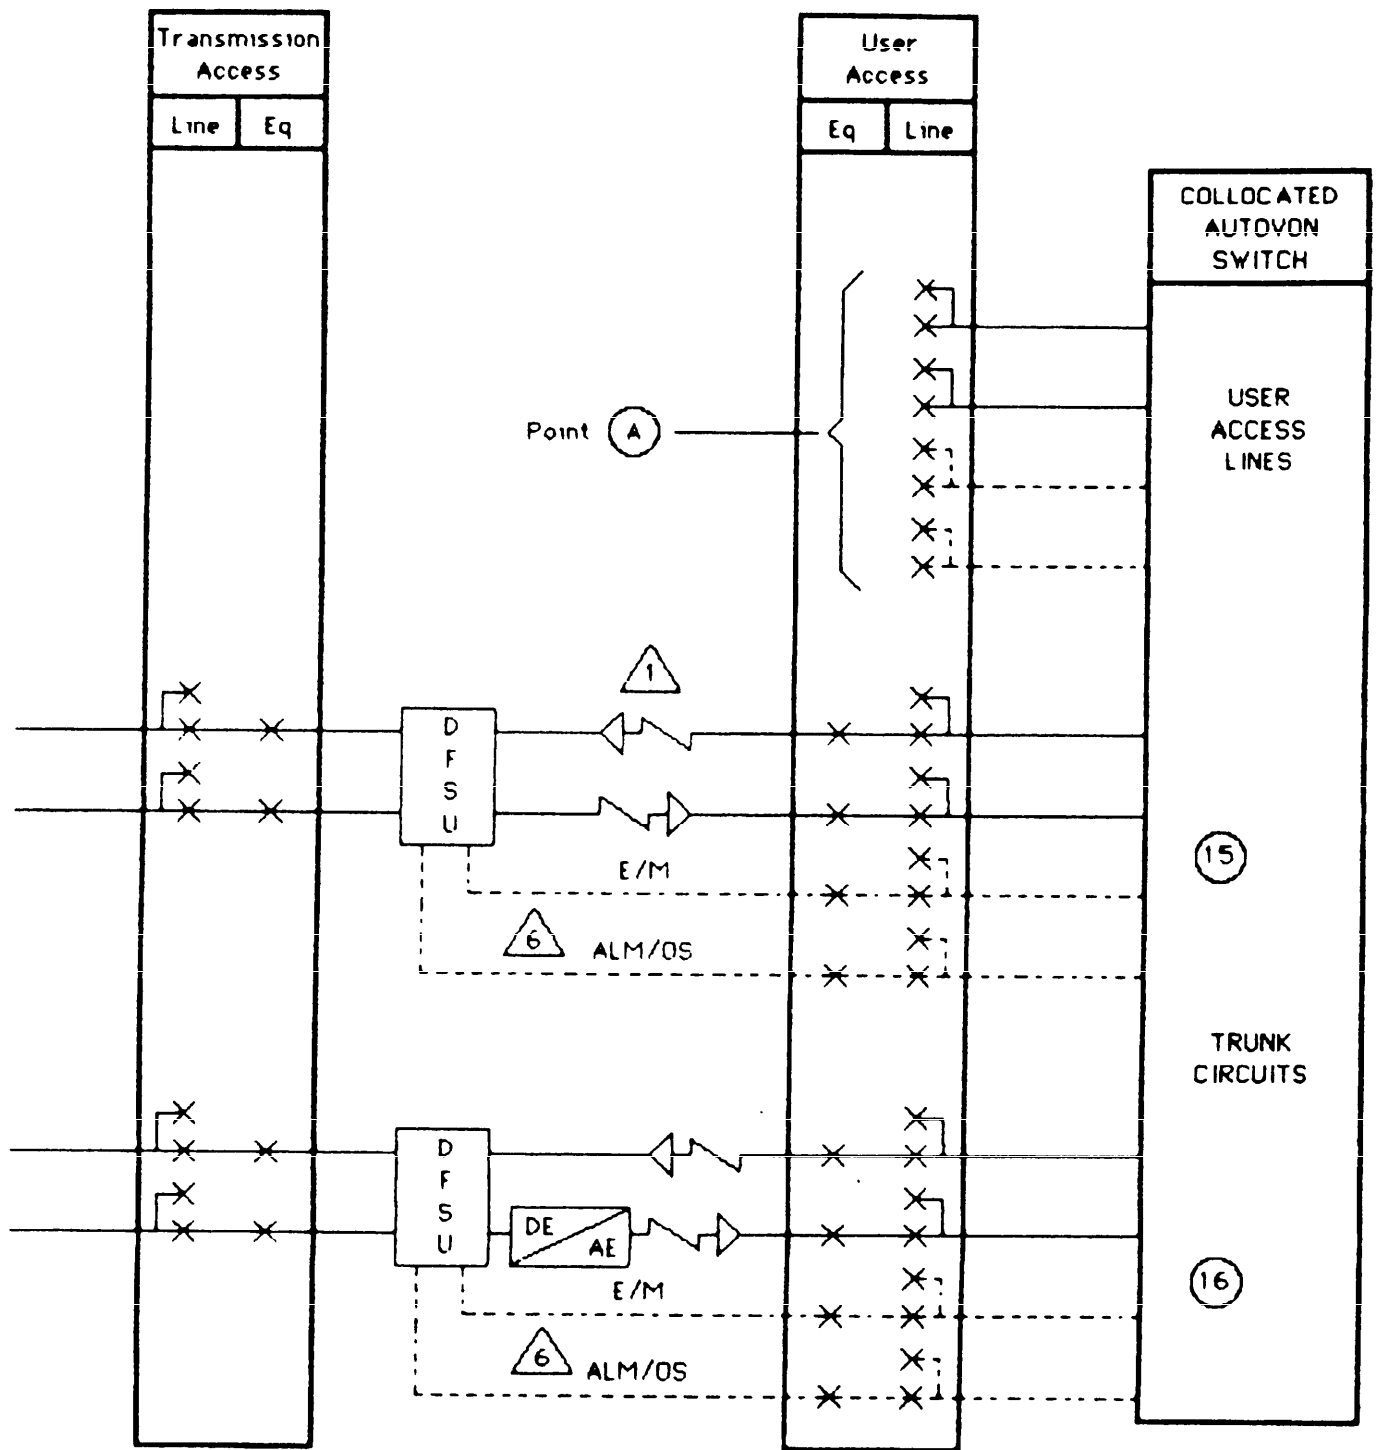 Transmission
Access
Line
Eq
User
Access
Eq
Line
COLLOCATED
AUTOVON
SWITCH
USER
ACCESS
LINES
Point A
1
D
F
S
U
E/M
6
ALM/OS
15
TRUNK
CIRCUITS
D
F
S
U
DE
AE
E/M
6
ALM/OS
16